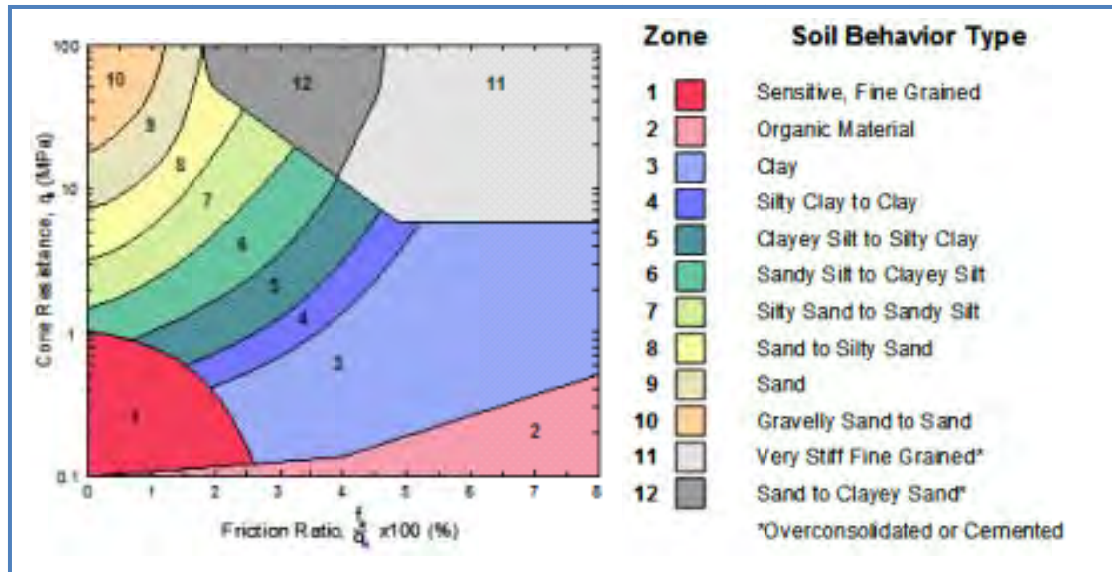 Zone Soil Behavior Type
1 Sensitive, Fine Grained
2 Organic Material
3 Clay
4 Silty Clay to Clay
5 Clayey Silt to Silty Clay
6 Sandy Silt to Clayey Silt
7 Silty Sand to Sandy Silt
8 Sand to Silty Sand
9 Sand
10 Gravelly Sand to Sand
11 Very Stiff Fine Grained*
12 Sand to Clayey Sand*
*Overconsolidated or Cemented
Cone Resistance, q (MPa)
100
10
1
0.1
10
12
11
9
8
7
6
5
4
3
1
2
0 1 2 3 4 5 6 7 8
Friction Ratio, f/q x100 (%)